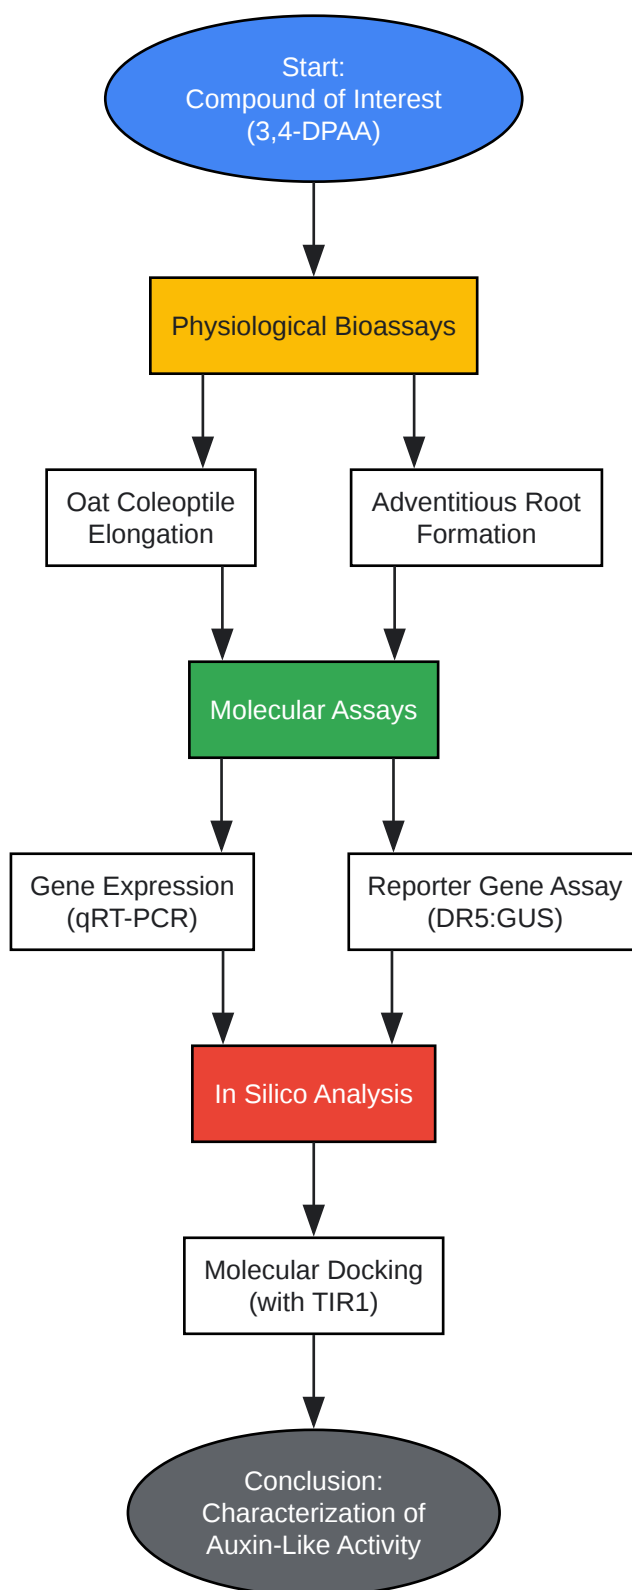 Start:
Compound of Interest
(3,4-DPAA)
Physiological Bioassays
Oat Coleoptile
Elongation
Adventitious Root
Formation
Molecular Assays
Gene Expression
(qRT-PCR)
Reporter Gene Assay
(DR5:GUS)
In Silico Analysis
Molecular Docking
(with TIR1)
Conclusion:
Characterization of
Auxin-Like Activity